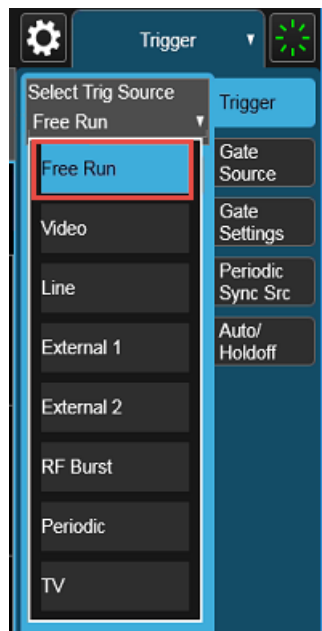 Trigger
Select Trig Source
Free Run
Free Run
Video
Line
External 1
External 2
RF Burst
Periodic
TV
Trigger
Gate
Source
Gate
Settings
Periodic
Sync Src
Auto/
Holdoff